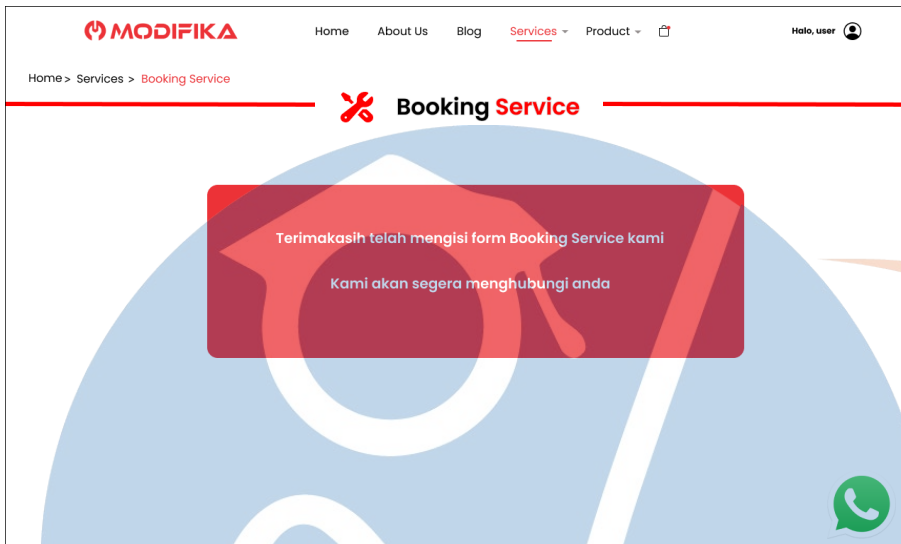 MODIFIKA
Home About Us Blog Services Product Halo, user
Home > Services > Booking Service
Booking Service
Terimakasih telah mengisi form Booking Service kami
Kami akan segera menghubungi anda